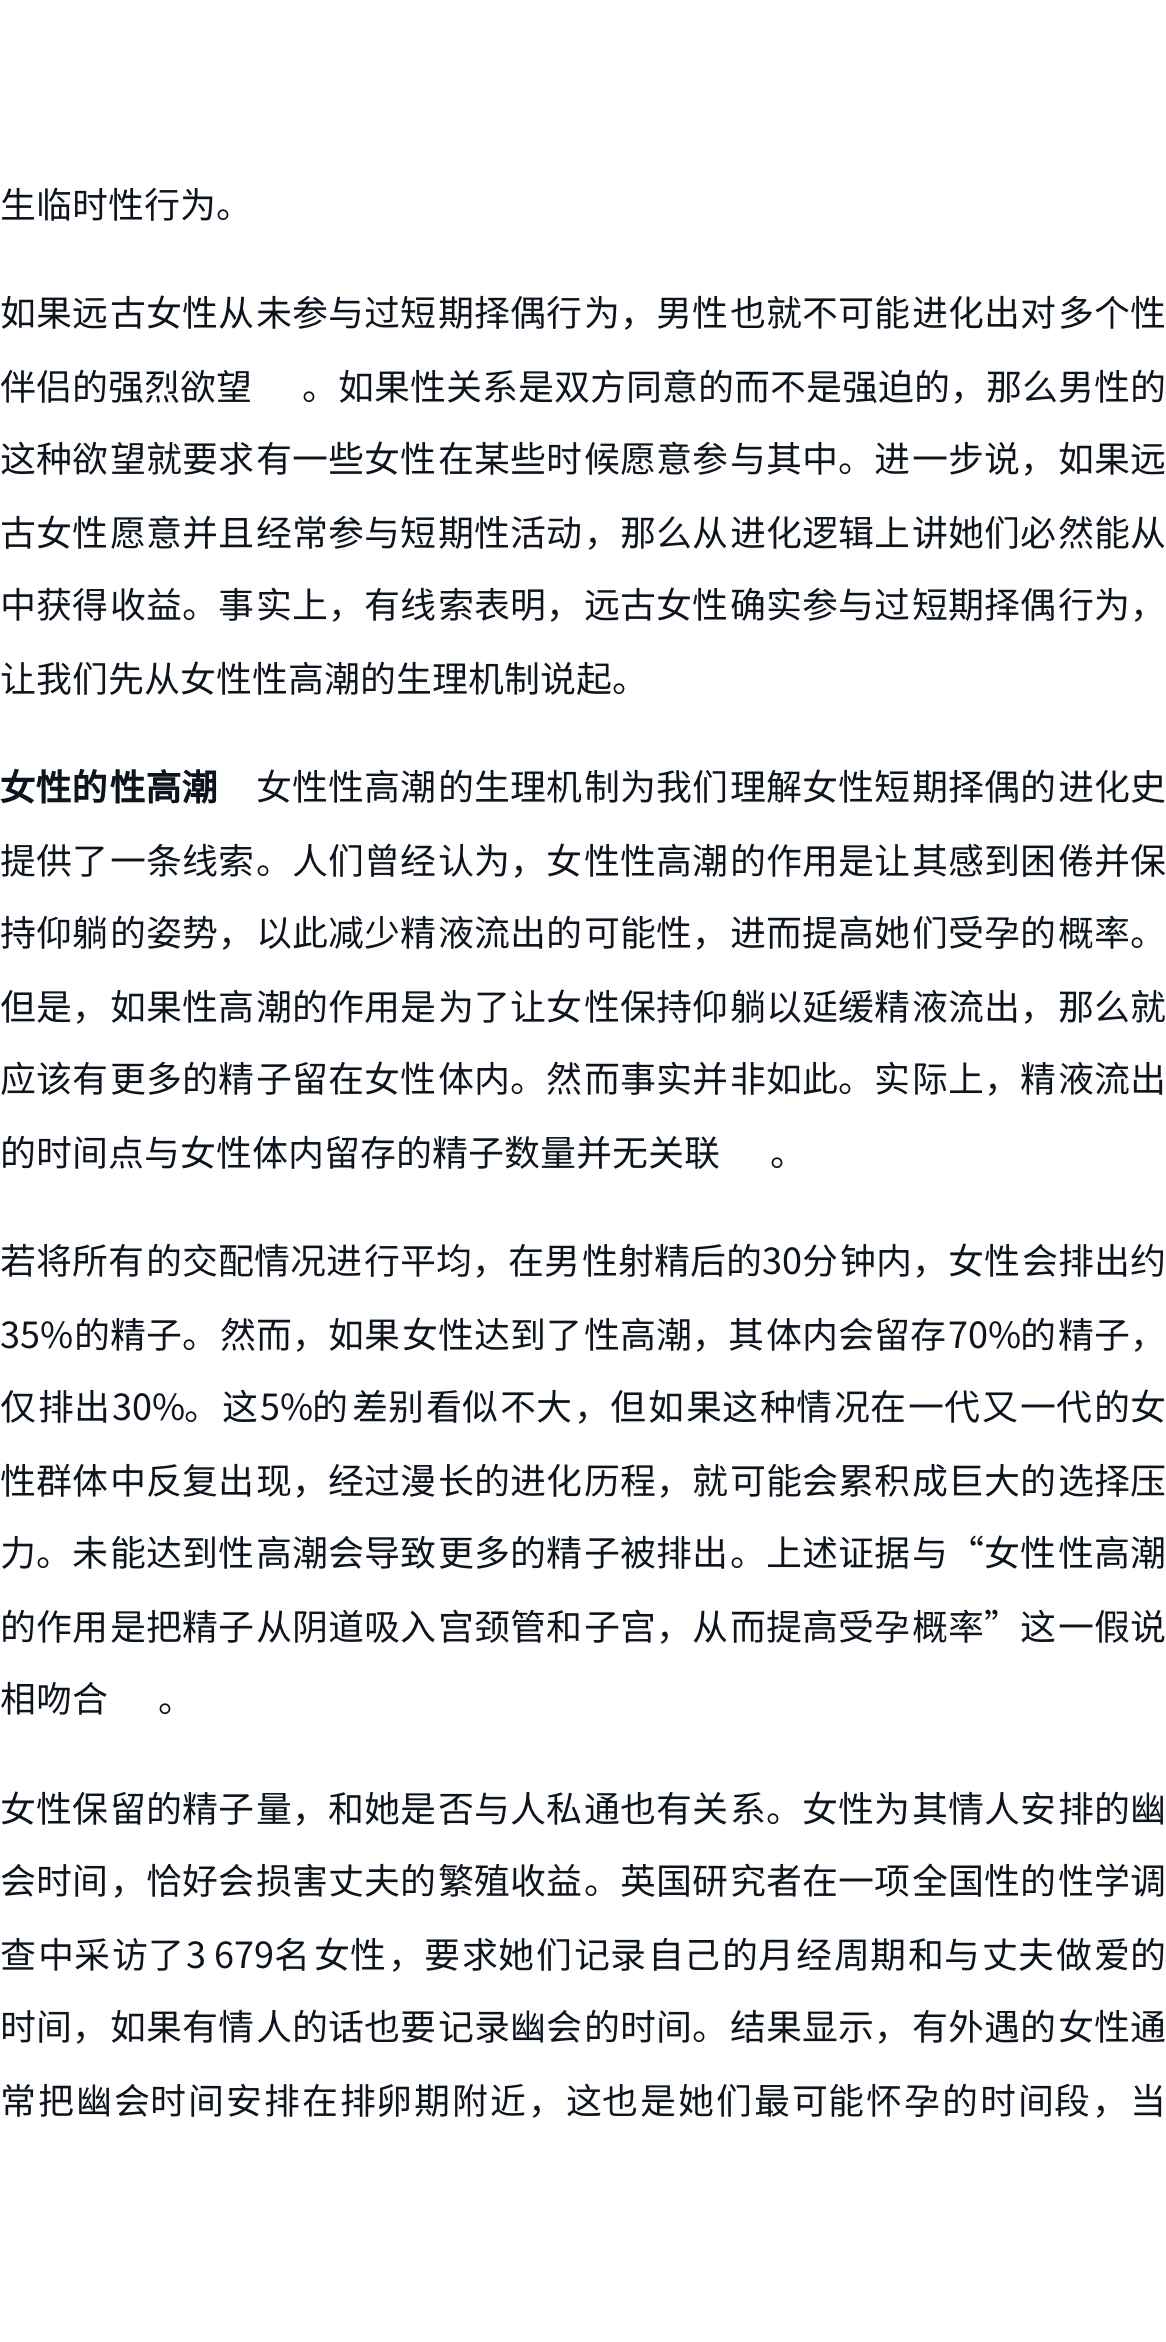 生临时性行为。
如果远古女性从未参与过短期择偶行为，男性也就不可能进化出对多个性
伴侣的强烈欲望　。如果性关系是双方同意的而不是强迫的，那么男性的
这种欲望就要求有一些女性在某些时候愿意参与其中。进一步说，如果远
古女性愿意并且经常参与短期性活动，那么从进化逻辑上讲她们必然能从
中获得收益。事实上，有线索表明，远古女性确实参与过短期择偶行为，
让我们先从女性性高潮的生理机制说起。
女性的性高潮　女性性高潮的生理机制为我们理解女性短期择偶的进化史
提供了一条线索。人们曾经认为，女性性高潮的作用是让其感到困倦并保
持仰躺的姿势，以此减少精液流出的可能性，进而提高她们受孕的概率。
但是，如果性高潮的作用是为了让女性保持仰躺以延缓精液流出，那么就
应该有更多的精子留在女性体内。然而事实并非如此。实际上，精液流出
的时间点与女性体内留存的精子数量并无关联　。
若将所有的交配情况进行平均，在男性射精后的30分钟内，女性会排出约
35%的精子。然而，如果女性达到了性高潮，其体内会留存70%的精子，
仅排出30%。这5%的差别看似不大，但如果这种情况在一代又一代的女
性群体中反复出现，经过漫长的进化历程，就可能会累积成巨大的选择压
力。未能达到性高潮会导致更多的精子被排出。上述证据与“女性性高潮
的作用是把精子从阴道吸入宫颈管和子宫，从而提高受孕概率”这一假说
相吻合　。
女性保留的精子量，和她是否与人私通也有关系。女性为其情人安排的幽
会时间，恰好会损害丈夫的繁殖收益。英国研究者在一项全国性的性学调
查中采访了3 679名女性，要求她们记录自己的月经周期和与丈夫做爱的
时间，如果有情人的话也要记录幽会的时间。结果显示，有外遇的女性通
常把幽会时间安排在排卵期附近，这也是她们最可能怀孕的时间段，当